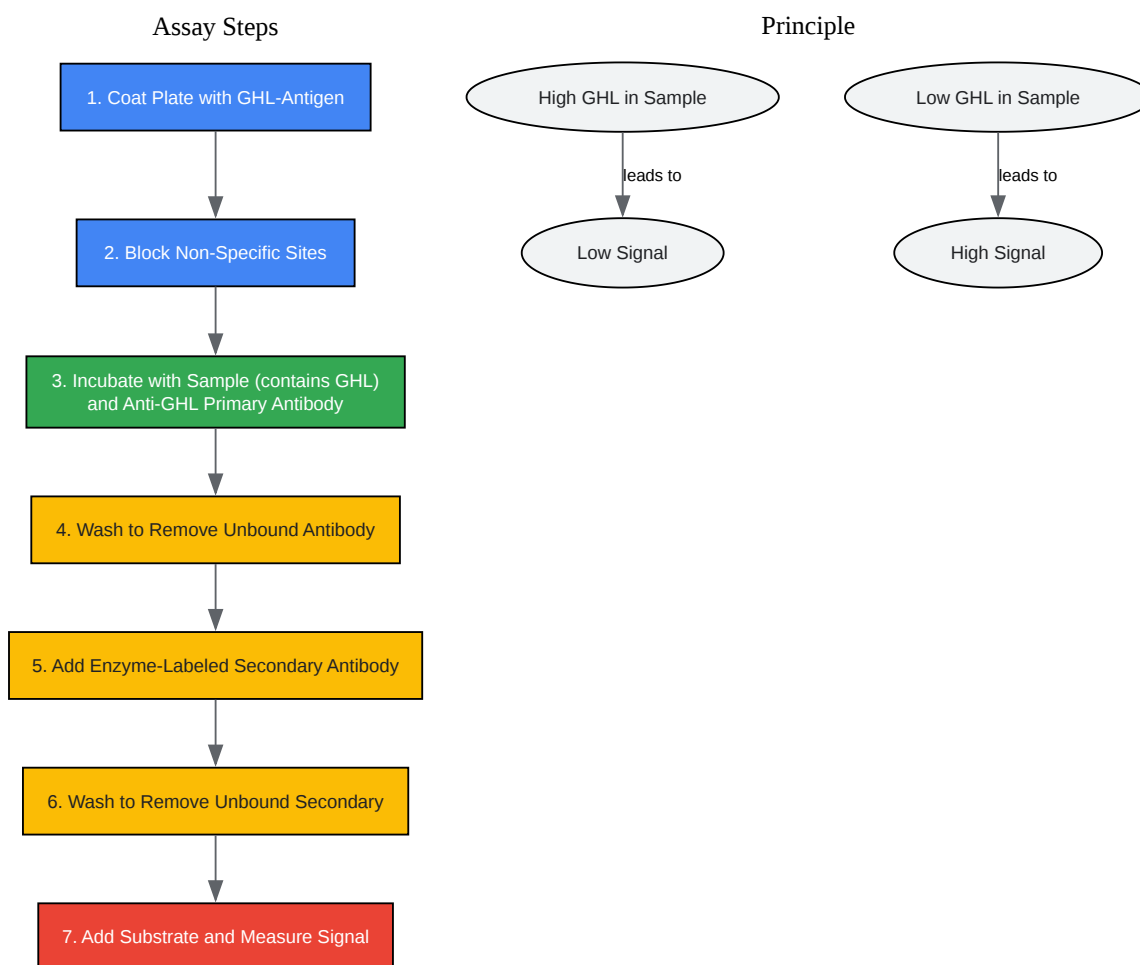 Assay Steps
1. Coat Plate with GHL-Antigen
2. Block Non-Specific Sites
3. Incubate with Sample (contains GHL)
and Anti-GHL Primary Antibody
4. Wash to Remove Unbound Antibody
5. Add Enzyme-Labeled Secondary Antibody
6. Wash to Remove Unbound Secondary
7. Add Substrate and Measure Signal
Principle
High GHL in Sample
leads to
Low Signal
Low GHL in Sample
leads to
High Signal